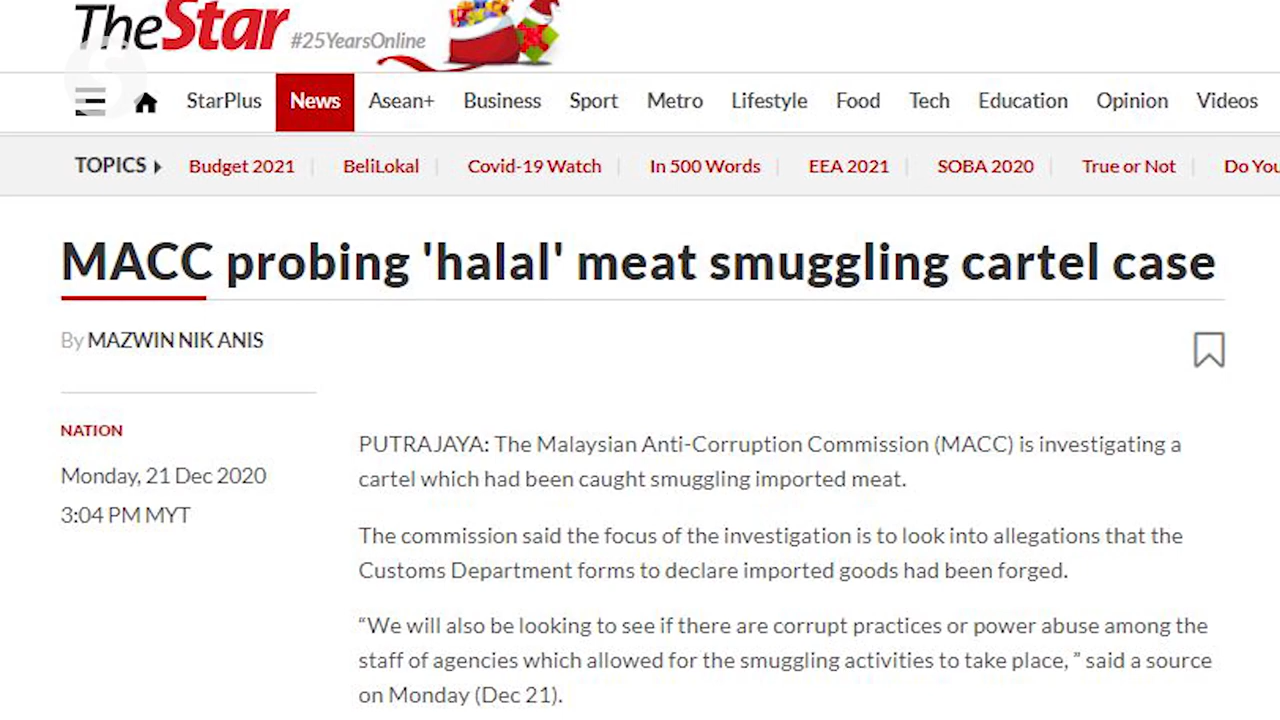 TheStar #25YearsOnline
StarPlus News Asean+ Business Sport Metro Lifestyle Food Tech Education Opinion Videos
TOPICS Budget 2021 BeliLokal Covid-19 Watch In 500 Words EEA 2021 SOBA 2020 True or Not Do You
MACC probing 'halal' meat smuggling cartel case
By MAZWIN NIK ANIS
NATION
Monday, 21 Dec 2020
3:04 PM MYT
PUTRAJAYA: The Malaysian Anti-Corruption Commission (MACC) is investigating a
cartel which had been caught smuggling imported meat.
The commission said the focus of the investigation is to look into allegations that the
Customs Department forms to declare imported goods had been forged.
“We will also be looking to see if there are corrupt practices or power abuse among the
staff of agencies which allowed for the smuggling activities to take place, ” said a source
on Monday (Dec 21).